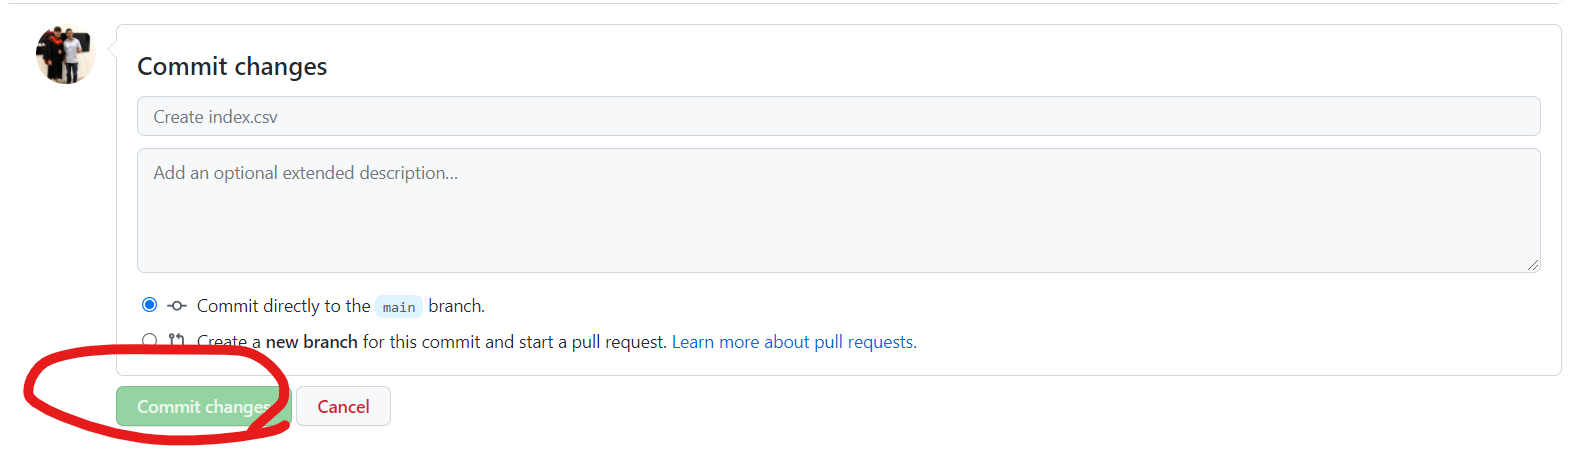 Commit changes
Create index.csv
Add an optional extended description...
Commit directly to the main branch.
Create a new branch for this commit and start a pull request. Learn more about pull requests.
Commit changes Cancel